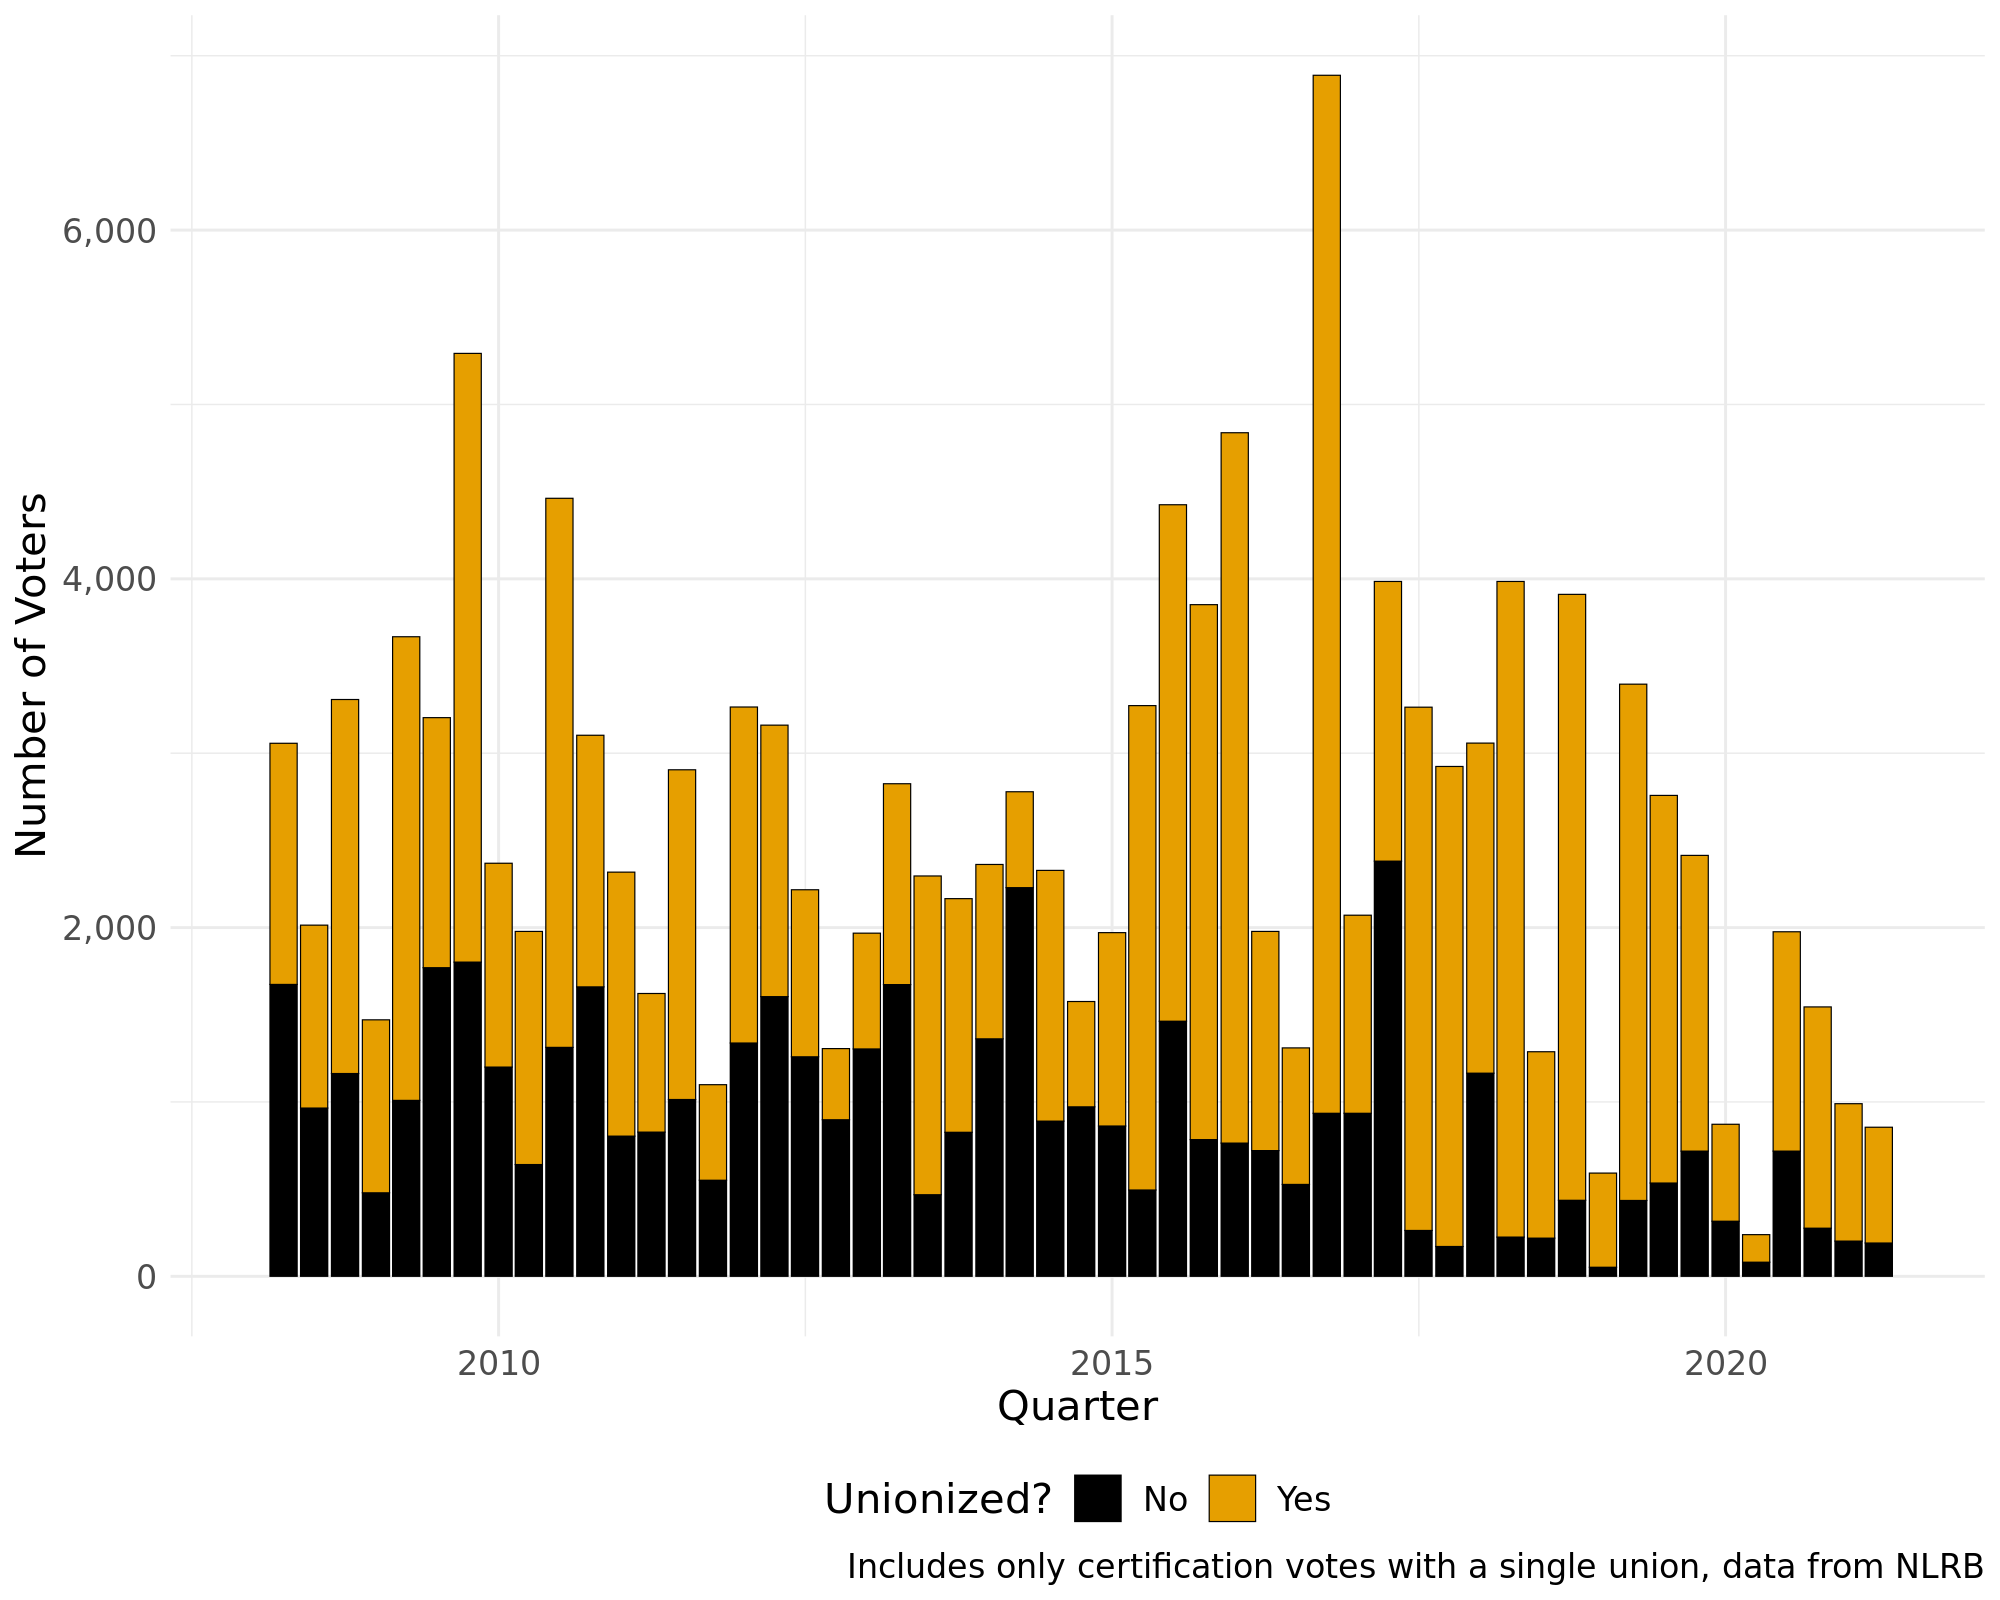 Number of Voters
6,000
4,000
2,000
0
2010 2015 2020
Quarter
Unionized? No Yes
Includes only certification votes with a single union, data from NLRB